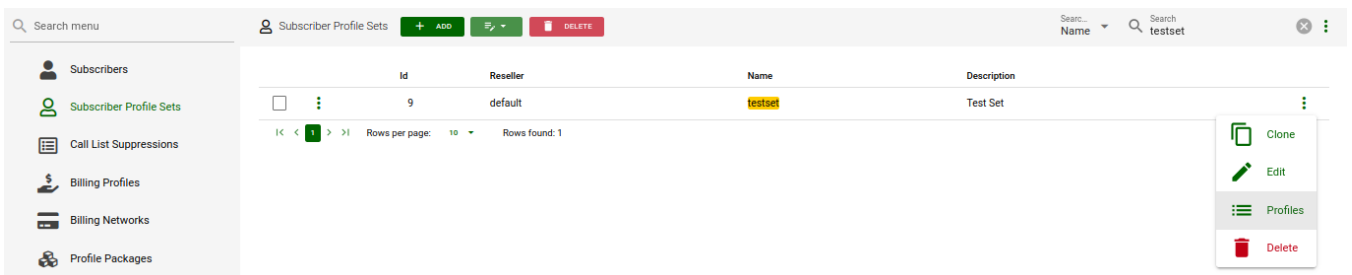 Search menu
Subscriber Profile Sets
ADD
DELETE
Searc...
Name
Search
testset
Subscribers
Subscriber Profile Sets
Call List Suppressions
Billing Profiles
Billing Networks
Profile Packages
Id Reseller Name Description
9 default testset Test Set
1 Rows per page: 10 Rows found: 1
Clone
Edit
Profiles
Delete